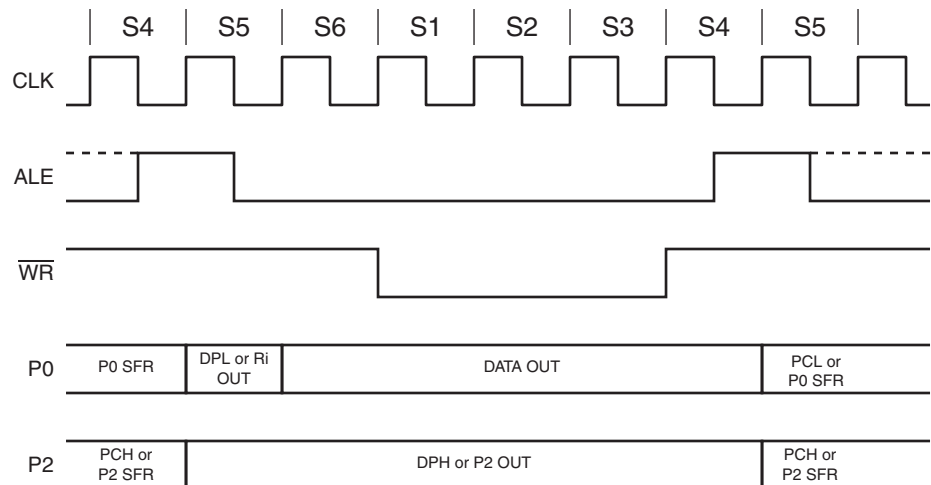 S4 S5 S6 S1 S2 S3 S4 S5
CLK
ALE
WR
P0
P0 SFR
DPL or Ri
OUT
DATA OUT
PCL or
P0 SFR
P2
PCH or
P2 SFR
DPH or P2 OUT
PCH or
P2 SFR